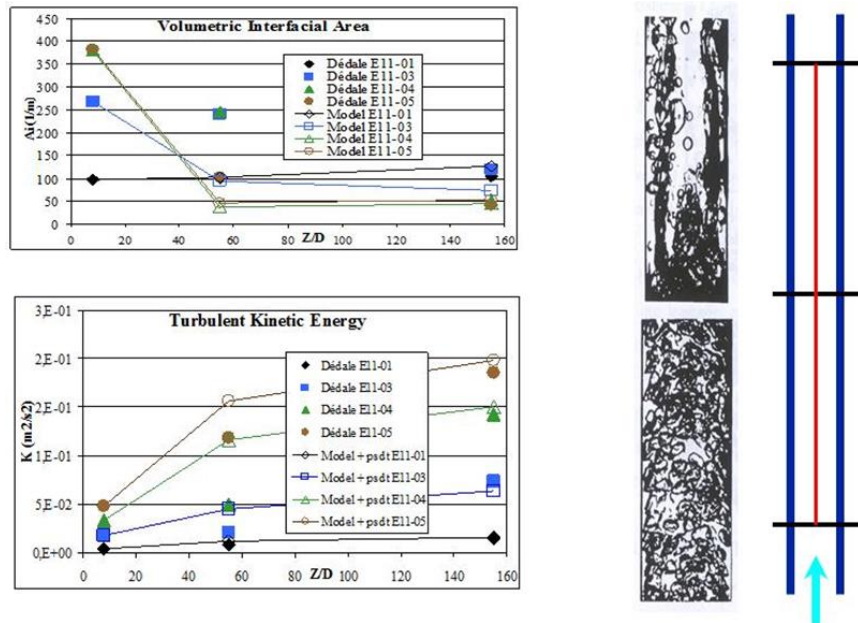 Volumetric Interfacial Area
450
400
350
300
250
200
150
100
50
0
Ai (1/m)
Dédale E11-01
Dédale E11-03
Dédale E11-04
Dédale E11-05
Model E11-01
Model E11-03
Model E11-04
Model E11-05
0 20 40 60 80 100 120 140 160
Z/D
Turbulent Kinetic Energy
3,E-01
2,E-01
2,E-01
1,E-01
5,E-02
0,E+00
K (m2/s2)
Dédale E11-01
Dédale E11-03
Dédale E11-04
Dédale E11-05
Model + psdt E11-01
Model + psdt E11-03
Model + psdt E11-04
Model + psdt E11-05
0 20 40 60 80 100 120 140 160
Z/D